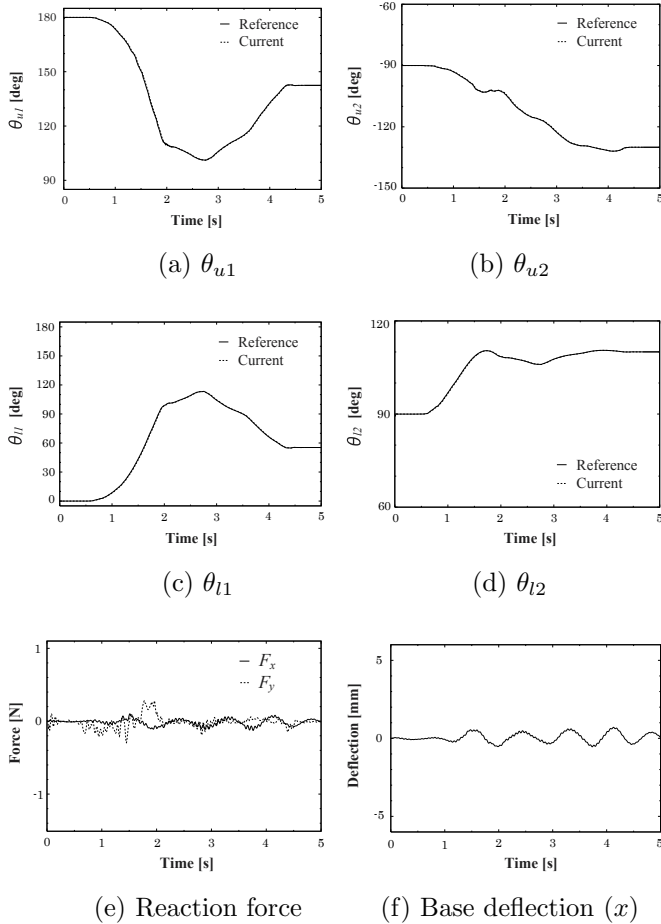 180
150
120
90
θu1 [deg]
Reference
Current
0 1 2 3 4 5
Time [s]
(a) θu1
-60
-90
-120
-150
θu2 [deg]
Reference
Current
0 1 2 3 4 5
Time [s]
(b) θu2
180
150
120
90
60
30
0
θl1 [deg]
Reference
Current
0 1 2 3 4 5
Time [s]
(c) θl1
120
90
60
θl2 [deg]
Reference
Current
0 1 2 3 4 5
Time [s]
(d) θl2
1
0
-1
Force [N]
Fx
Fy
0 1 2 3 4 5
Time [s]
(e) Reaction force
5
0
-5
Deflection [mm]
0 1 2 3 4 5
Time [s]
(f) Base deflection (x)